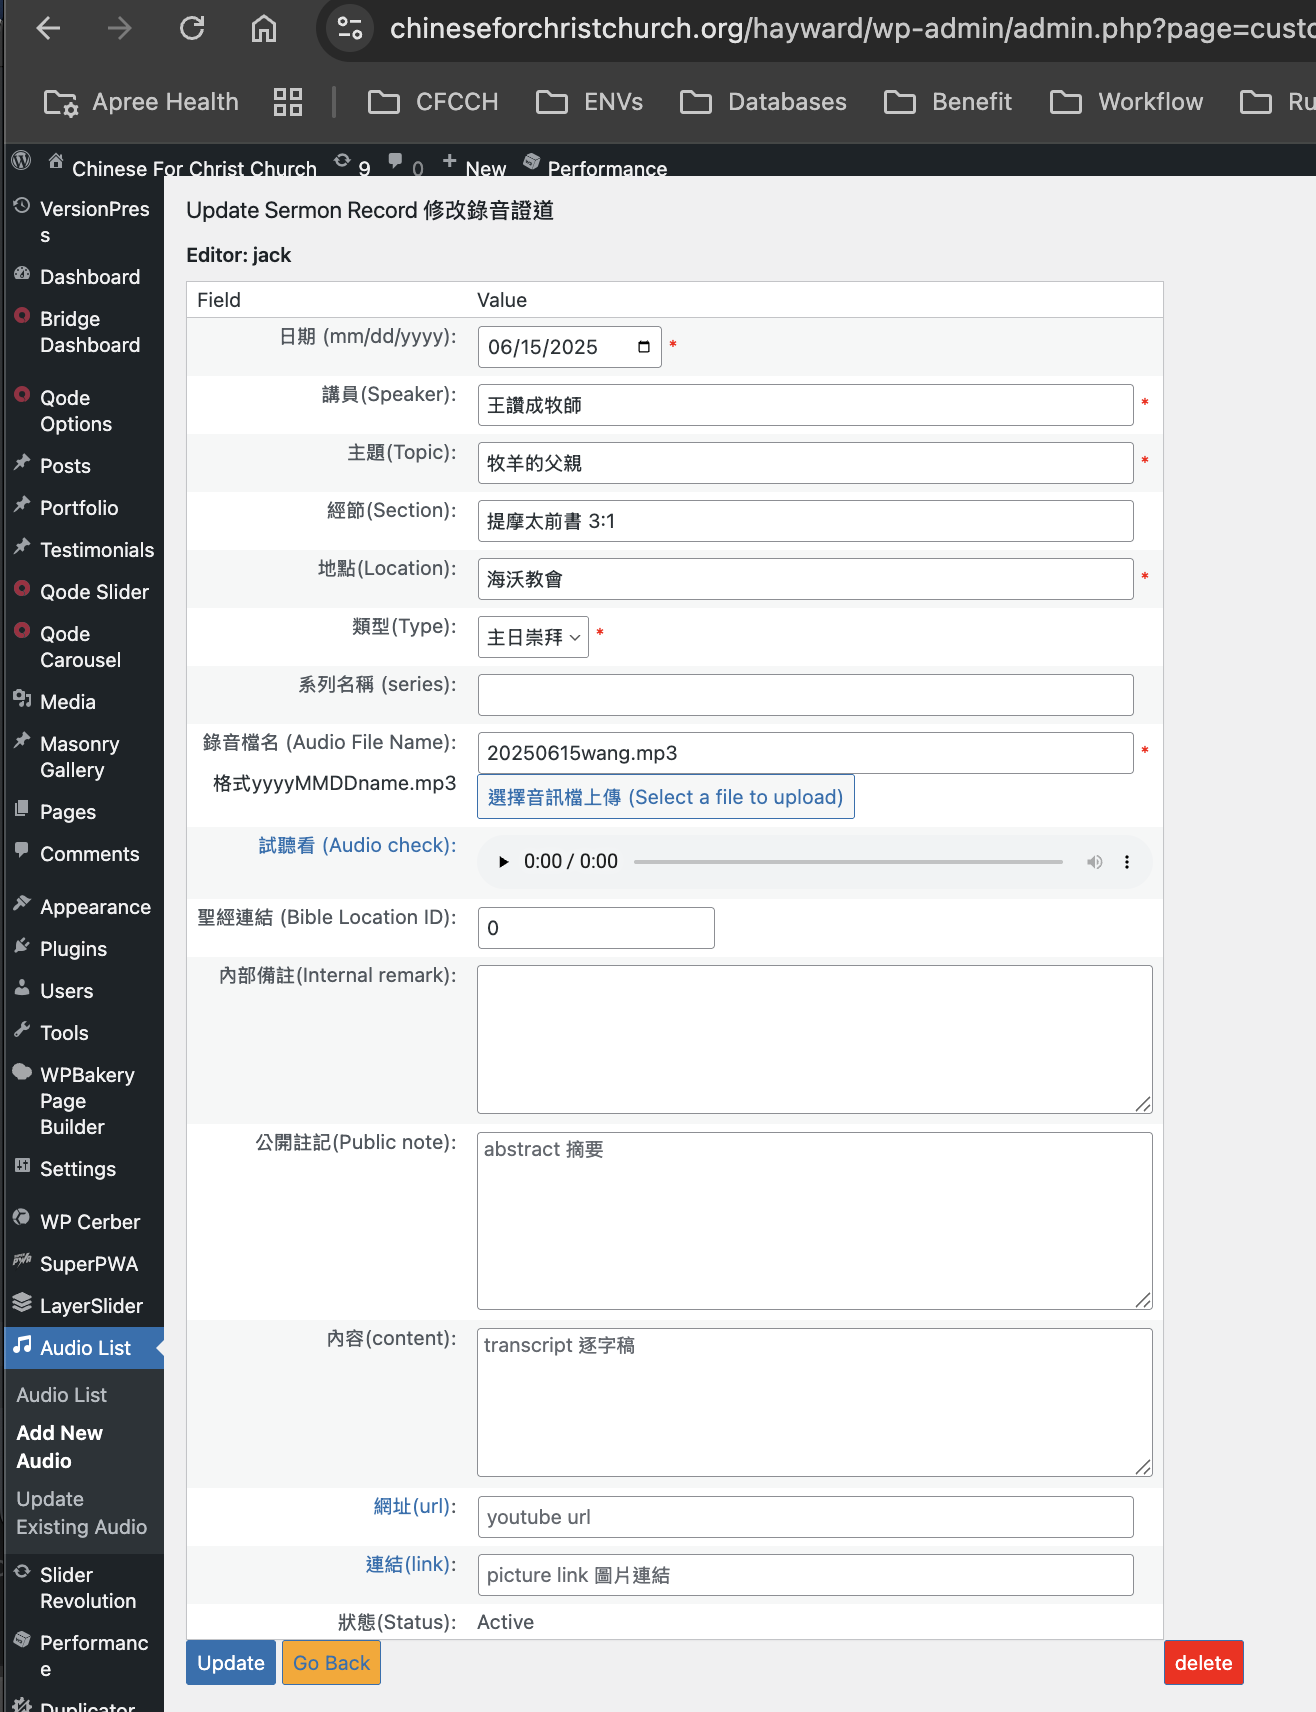 chineseforchristchurch.org/hayward/wp-admin/admin.php?page=custo
Apree Health
CFCCH
ENVs
Databases
Benefit
Workflow
Ru
Chinese For Christ Church 9 0 New Performance
VersionPres
s
Dashboard
Bridge
Dashboard
Qode
Options
Posts
Portfolio
Testimonials
Qode Slider
Qode
Carousel
Media
Masonry
Gallery
Pages
Comments
Appearance
Plugins
Users
Tools
WPBakery
Page
Builder
Settings
WP Cerber
SuperPWA
LayerSlider
Audio List
Audio List
Add New
Audio
Update
Existing Audio
Slider
Revolution
Performanc
e
Duplicator
Update Sermon Record 修改錄音證道
Editor: jack
Field Value
日期 (mm/dd/yyyy): 06/15/2025 *
講員(Speaker): 王讚成牧師 *
主題(Topic): 牧羊的父親 *
經節(Section): 提摩太前書 3:1
地點(Location): 海沃教會 *
類型(Type): 主日崇拜 *
系列名稱 (series):
錄音檔名 (Audio File Name): 20250615wang.mp3 *
格式yyyyMMDDname.mp3 選擇音訊檔上傳 (Select a file to upload)
試聽看 (Audio check): 0:00 / 0:00
聖經連結 (Bible Location ID): 0
內部備註(Internal remark):
公開註記(Public note): abstract 摘要
內容(content): transcript 逐字稿
網址(url): youtube url
連結(link): picture link 圖片連結
狀態(Status): Active
Update Go Back delete